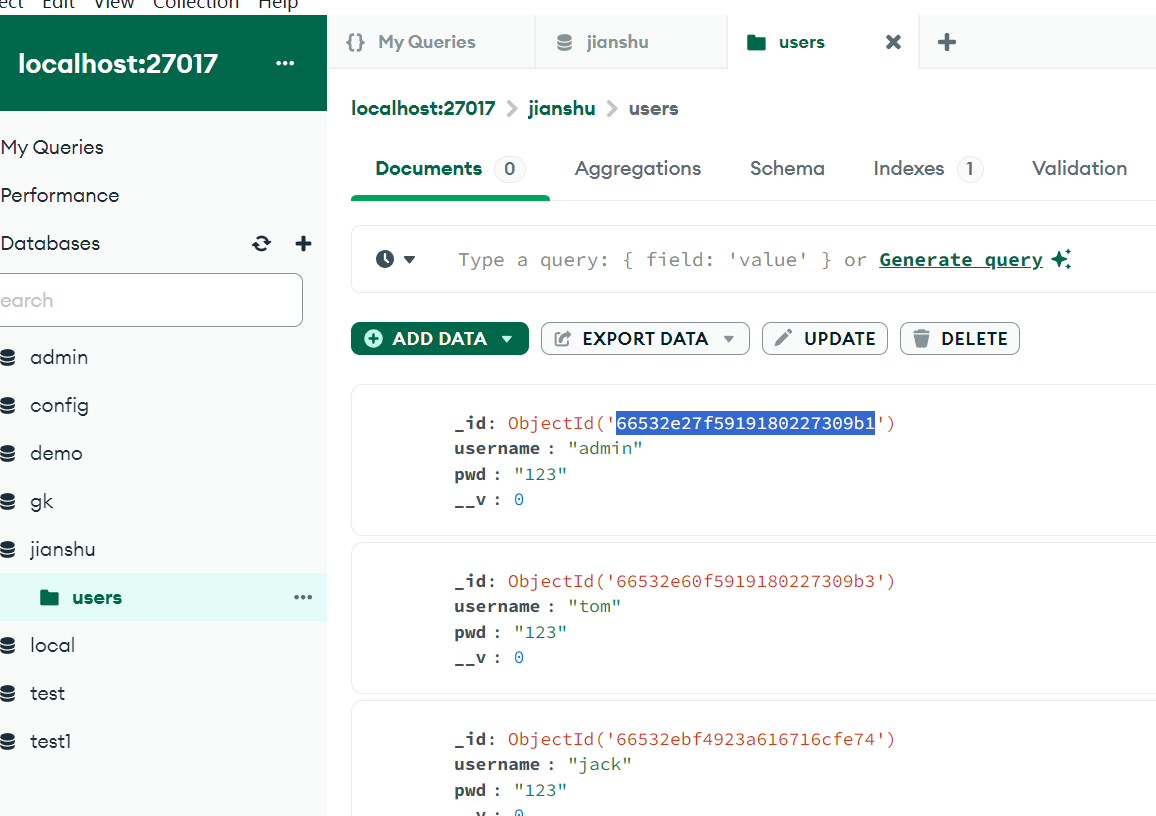 ect Edit View Collection Help
localhost:27017 ...
{} My Queries
jianshu
users
localhost:27017 > jianshu > users
My Queries
Performance
Databases
earch
admin
config
demo
gk
jianshu
users ...
local
test
test1
Documents 0 Aggregations Schema Indexes 1 Validation
Type a query: { field: 'value' } or Generate query
ADD DATA EXPORT DATA UPDATE DELETE
_id: ObjectId('66532e27f5919180227309b1')
username : "admin"
pwd : "123"
__v : 0
_id: ObjectId('66532e60f5919180227309b3')
username : "tom"
pwd : "123"
__v : 0
_id: ObjectId('66532ebf4923a616716cfe74')
username : "jack"
pwd : "123"
__v : 0